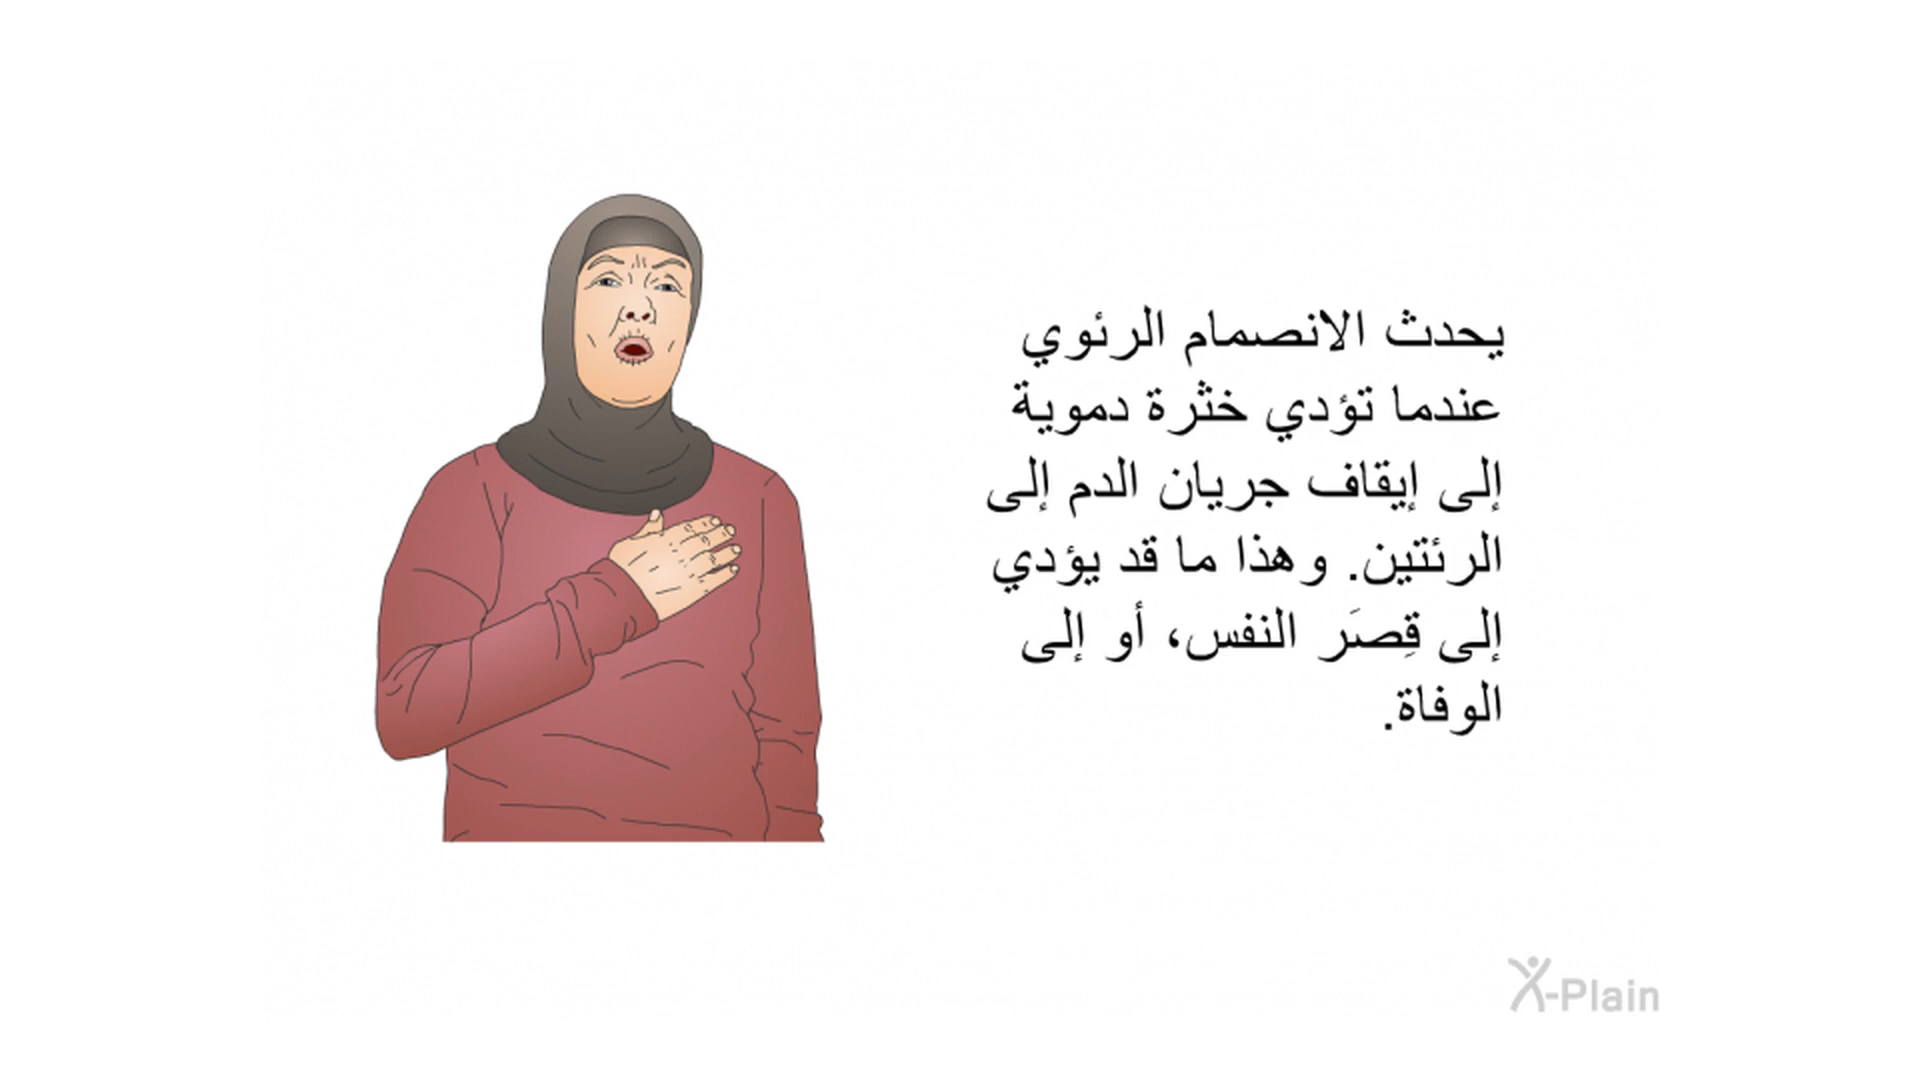 يحدث الانصمام الرئوي
عندما تؤدي خثرة دموية
إلى إيقاف جريان الدم إلى
الرئتين. وهذا ما قد يؤدي
إلى قِصَر النفس، أو إلى
الوفاة.
X-Plain